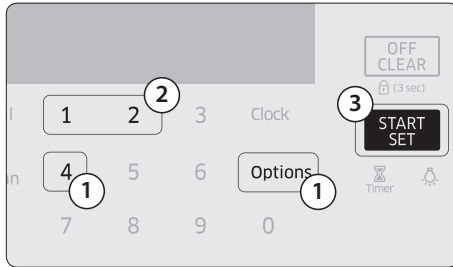 OFF
CLEAR
(3 sec)
1 2 2 3 Clock 3 START
SET
4 1 5 6 Options 1 Timer
7 8 9 0